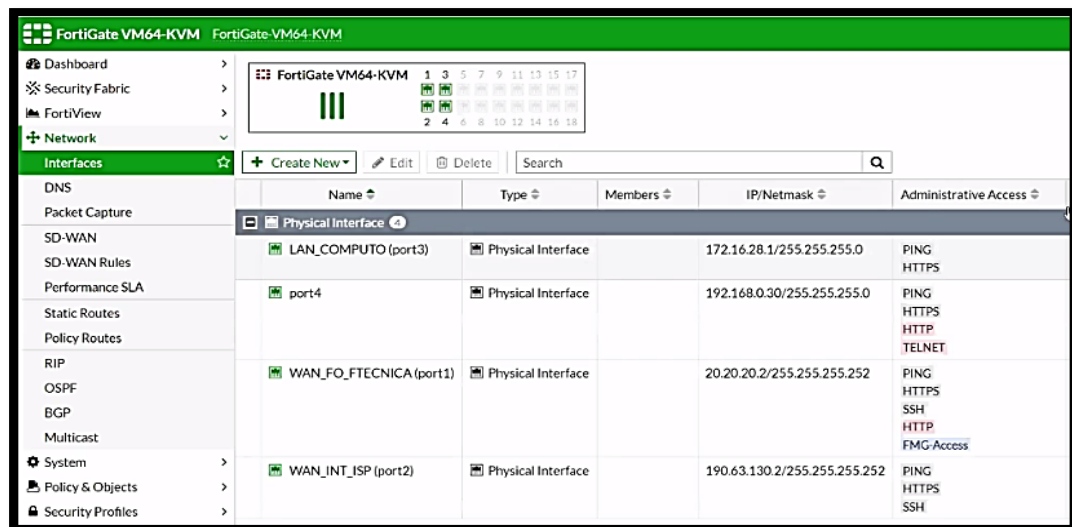 FortiGate VM64-KVM FortiGate-VM64-KVM
Dashboard
Security Fabric
FortiView
Network
Interfaces
DNS
Packet Capture
SD-WAN
SD-WAN Rules
Performance SLA
Static Routes
Policy Routes
RIP
OSPF
BGP
Multicast
System
Policy & Objects
Security Profiles
FortiGate VM64-KVM 1 3 5 7 9 11 13 15 17
2 4 6 8 10 12 14 16 18
+ Create New Edit Delete Search
Name Type Members IP/Netmask Administrative Access
Physical Interface 4
LAN_COMPUTO (port3) Physical Interface 172.16.28.1/255.255.255.0 PING
HTTPS
port4 Physical Interface 192.168.0.30/255.255.255.0 PING
HTTPS
HTTP
TELNET
WAN_FO_FTECNICA (port1) Physical Interface 20.20.20.2/255.255.255.252 PING
HTTPS
SSH
HTTP
FMG-Access
WAN_INT_ISP (port2) Physical Interface 190.63.130.2/255.255.255.252 PING
HTTPS
SSH